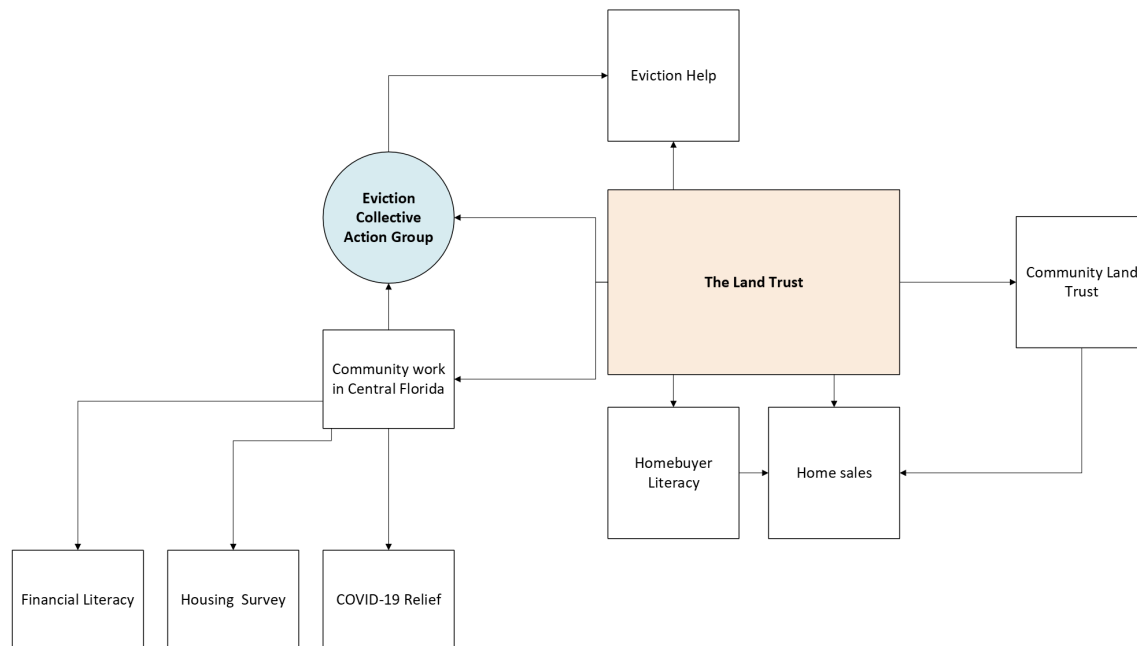 Eviction Help
Eviction
Collective
Action Group
The Land Trust
Community Land
Trust
Community work
in Central Florida
Homebuyer
Literacy
Home sales
Financial Literacy
Housing  Survey
COVID-19 Relief